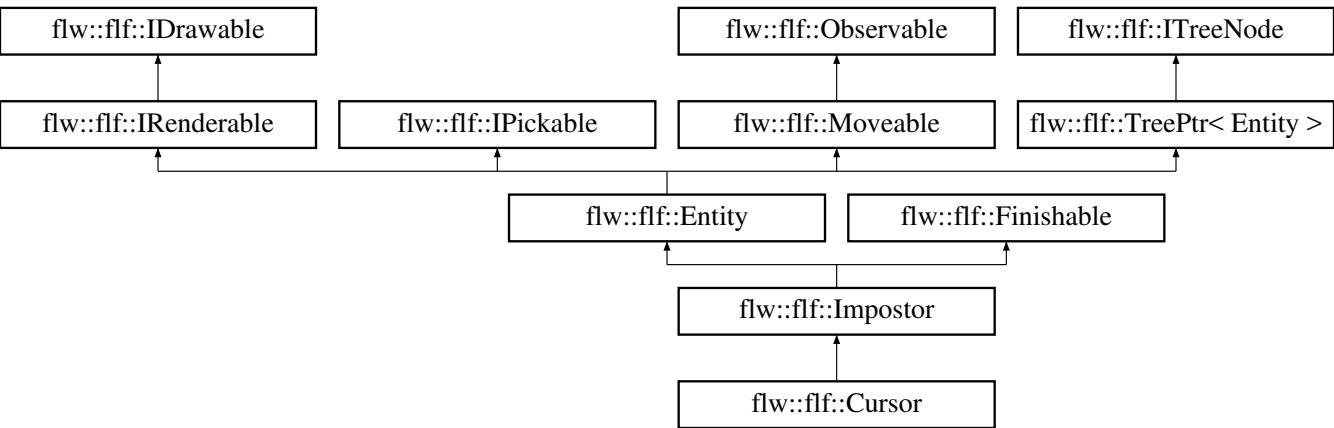 flw::flf::IDrawable
flw::flf::Observable
flw::flf::ITreeNode
flw::flf::IRenderable
flw::flf::IPickable
flw::flf::Moveable
flw::flf::TreePtr< Entity >
flw::flf::Entity
flw::flf::Finishable
flw::flf::Impostor
flw::flf::Cursor